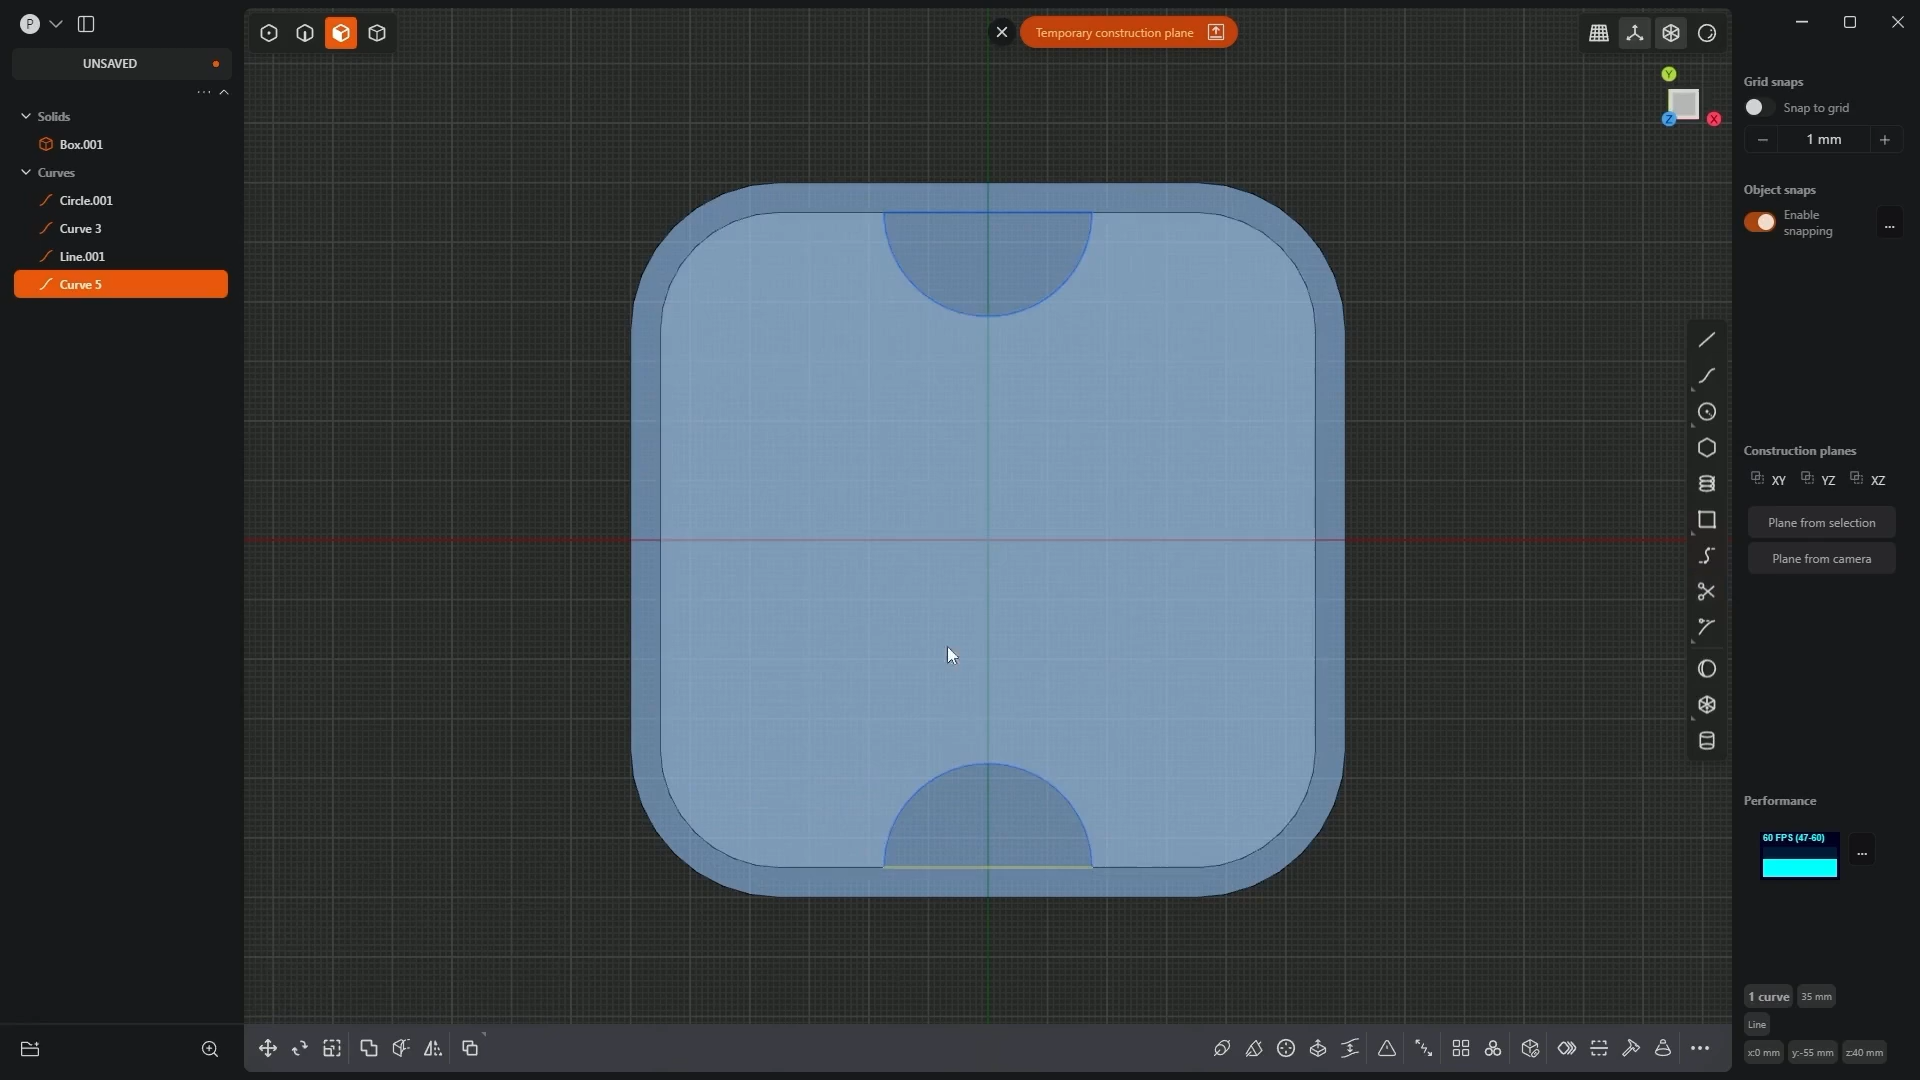 P
UNSAVED
...
Solids
Box.001
Curves
Circle.001
Curve 3
Line.001
Curve 5
Temporary construction plane
Y
Z
X
Grid snaps
Snap to grid
1 mm
Object snaps
Enable
snapping
...
Construction planes
XY
YZ
XZ
Plane from selection
Plane from camera
Performance
60 FPS (47-60)
...
1 curve
35 mm
Line
x:0 mm
y:-55 mm
z:40 mm